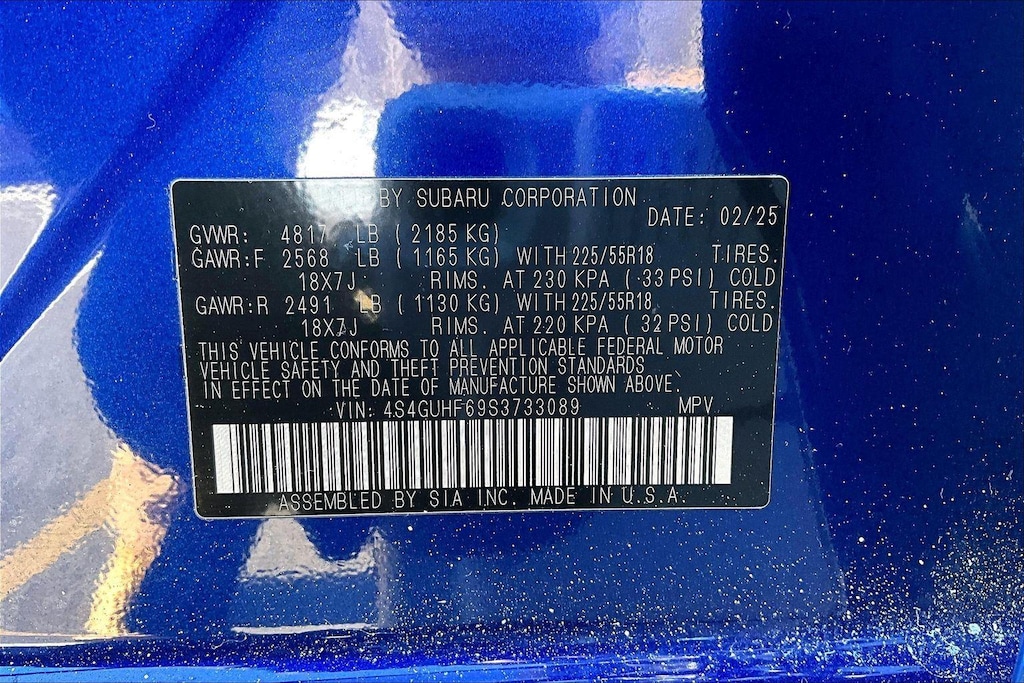 BY SUBARU CORPORATION
DATE: 02/25
GVWR: 4817 LB ( 2185 KG)
GAWR:F 2568 LB ( 1165 KG) WITH 225/55R18 TIRES.
18X7J RIMS. AT 230 KPA ( 33 PSI) COLD
GAWR:R 2491 LB ( 1130 KG) WITH 225/55R18 TIRES.
18X7J RIMS. AT 220 KPA ( 32 PSI) COLD
THIS VEHICLE CONFORMS TO ALL APPLICABLE FEDERAL MOTOR
VEHICLE SAFETY AND THEFT PREVENTION STANDARDS
IN EFFECT ON THE DATE OF MANUFACTURE SHOWN ABOVE.
VIN: 4S4GUHF69S3733089 MPV
ASSEMBLED BY SIA INC. MADE IN U.S.A.